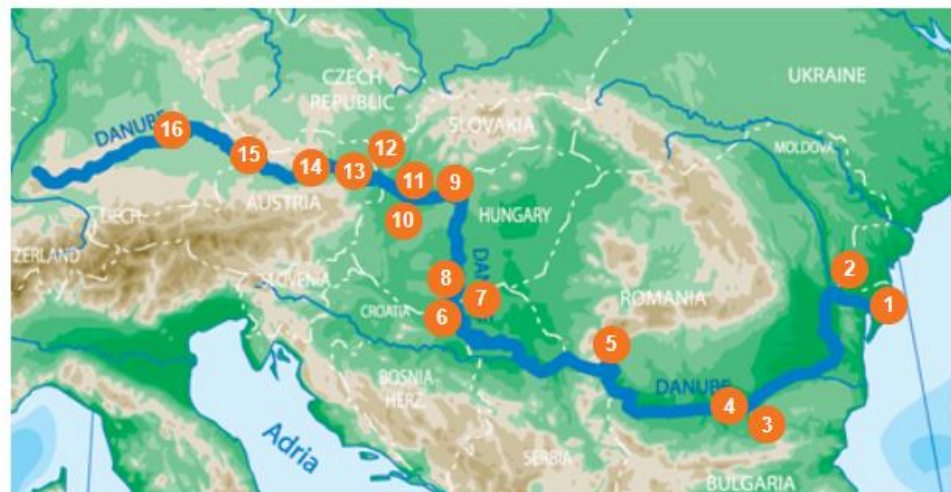 UKRAINE
CZECH
REPUBLIC
DANUBE
16
12
SLOVAKIA
MOLDOVA
15
14
13
11
9
AUSTRIA
10
HUNGARY
ZERLAND
SLOVENIA
2
8
7
ROMANIA
1
CROATIA
6
5
BOSNIA
HERZ.
DANUBE
4
3
Adria
SERBIA
BULGARIA